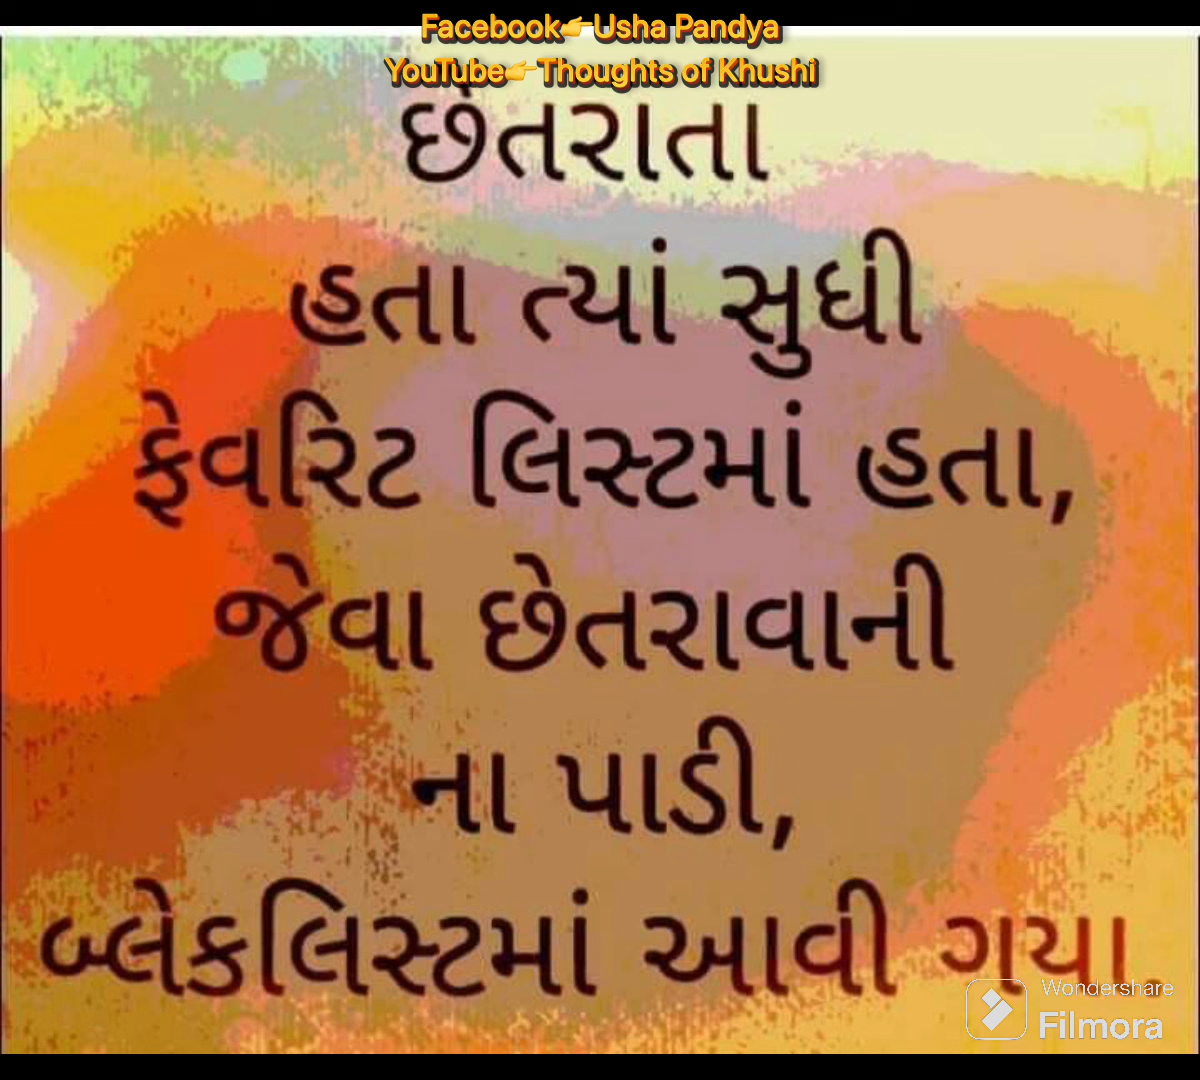 Facebook👉Usha Pandya
YouTube👉Thoughts of Khushi
છેતરાતા
હતા ત્યાં સુધી
ફેવરિટ લિસ્ટમાં હતા,
જેવા છેતરાવાની
ના પાડી,
બ્લેકલિસ્ટમાં આવી ગયા.
Wondershare
Filmora